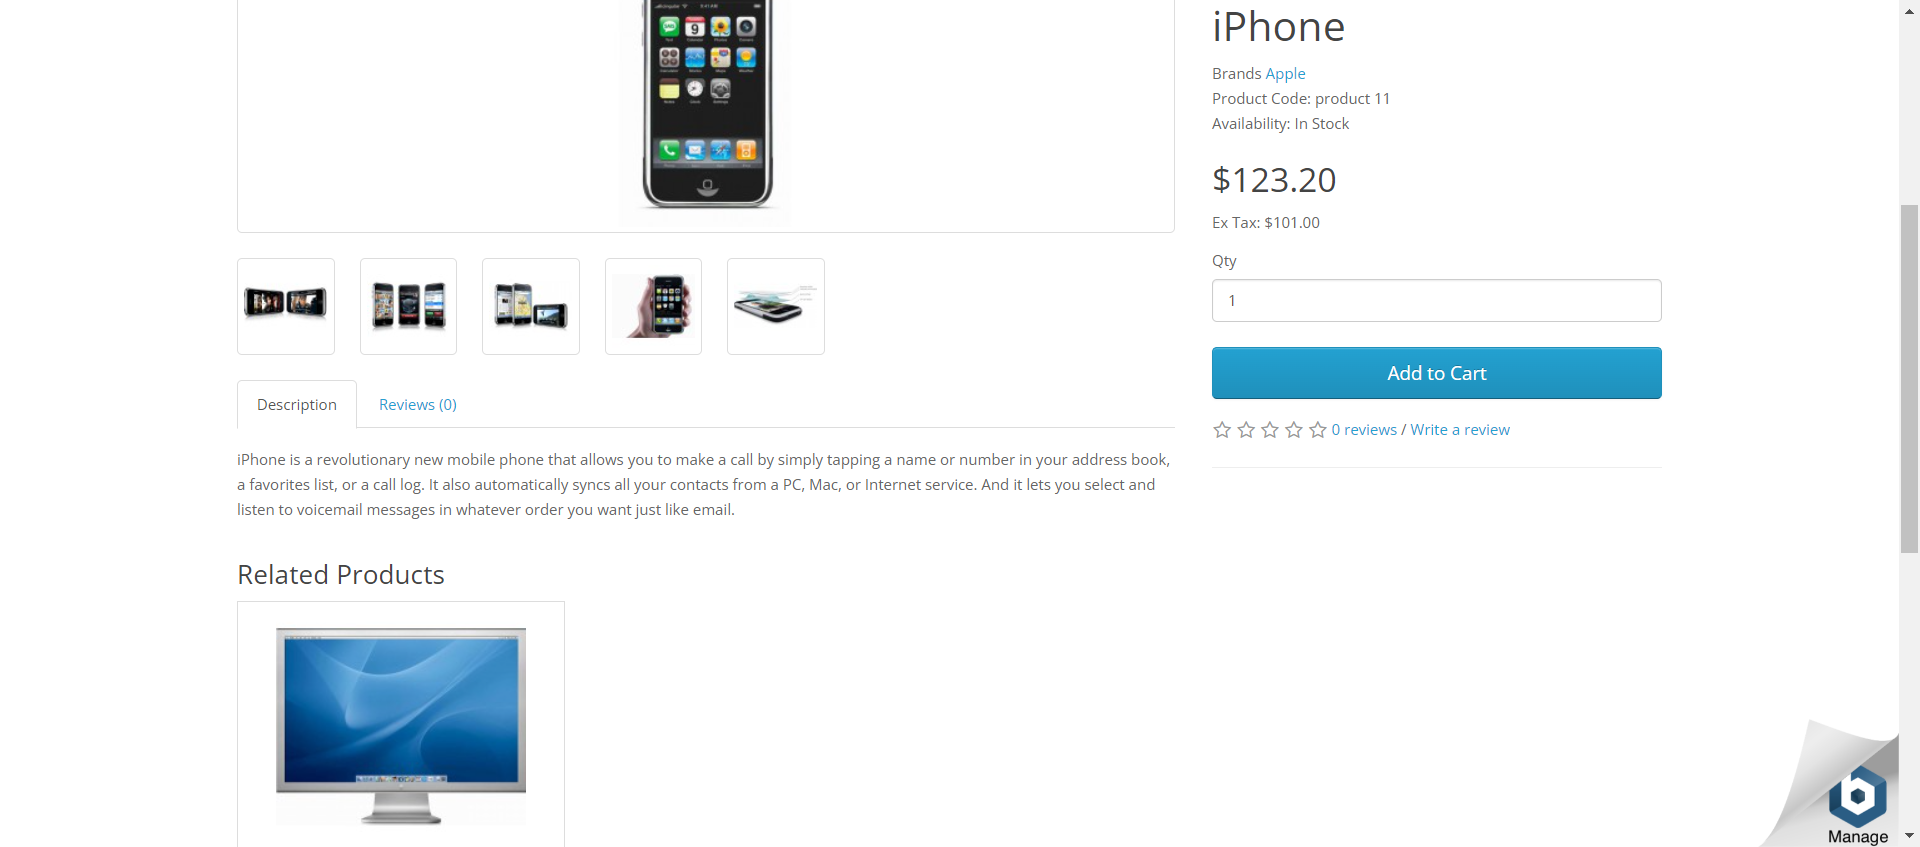 iPhone
Brands Apple
Product Code: product 11
Availability: In Stock
$123.20
Ex Tax: $101.00
Qty
1
Add to Cart
0 reviews / Write a review
Description
Reviews (0)
iPhone is a revolutionary new mobile phone that allows you to make a call by simply tapping a name or number in your address book,
a favorites list, or a call log. It also automatically syncs all your contacts from a PC, Mac, or Internet service. And it lets you select and
listen to voicemail messages in whatever order you want just like email.
Related Products
Manage